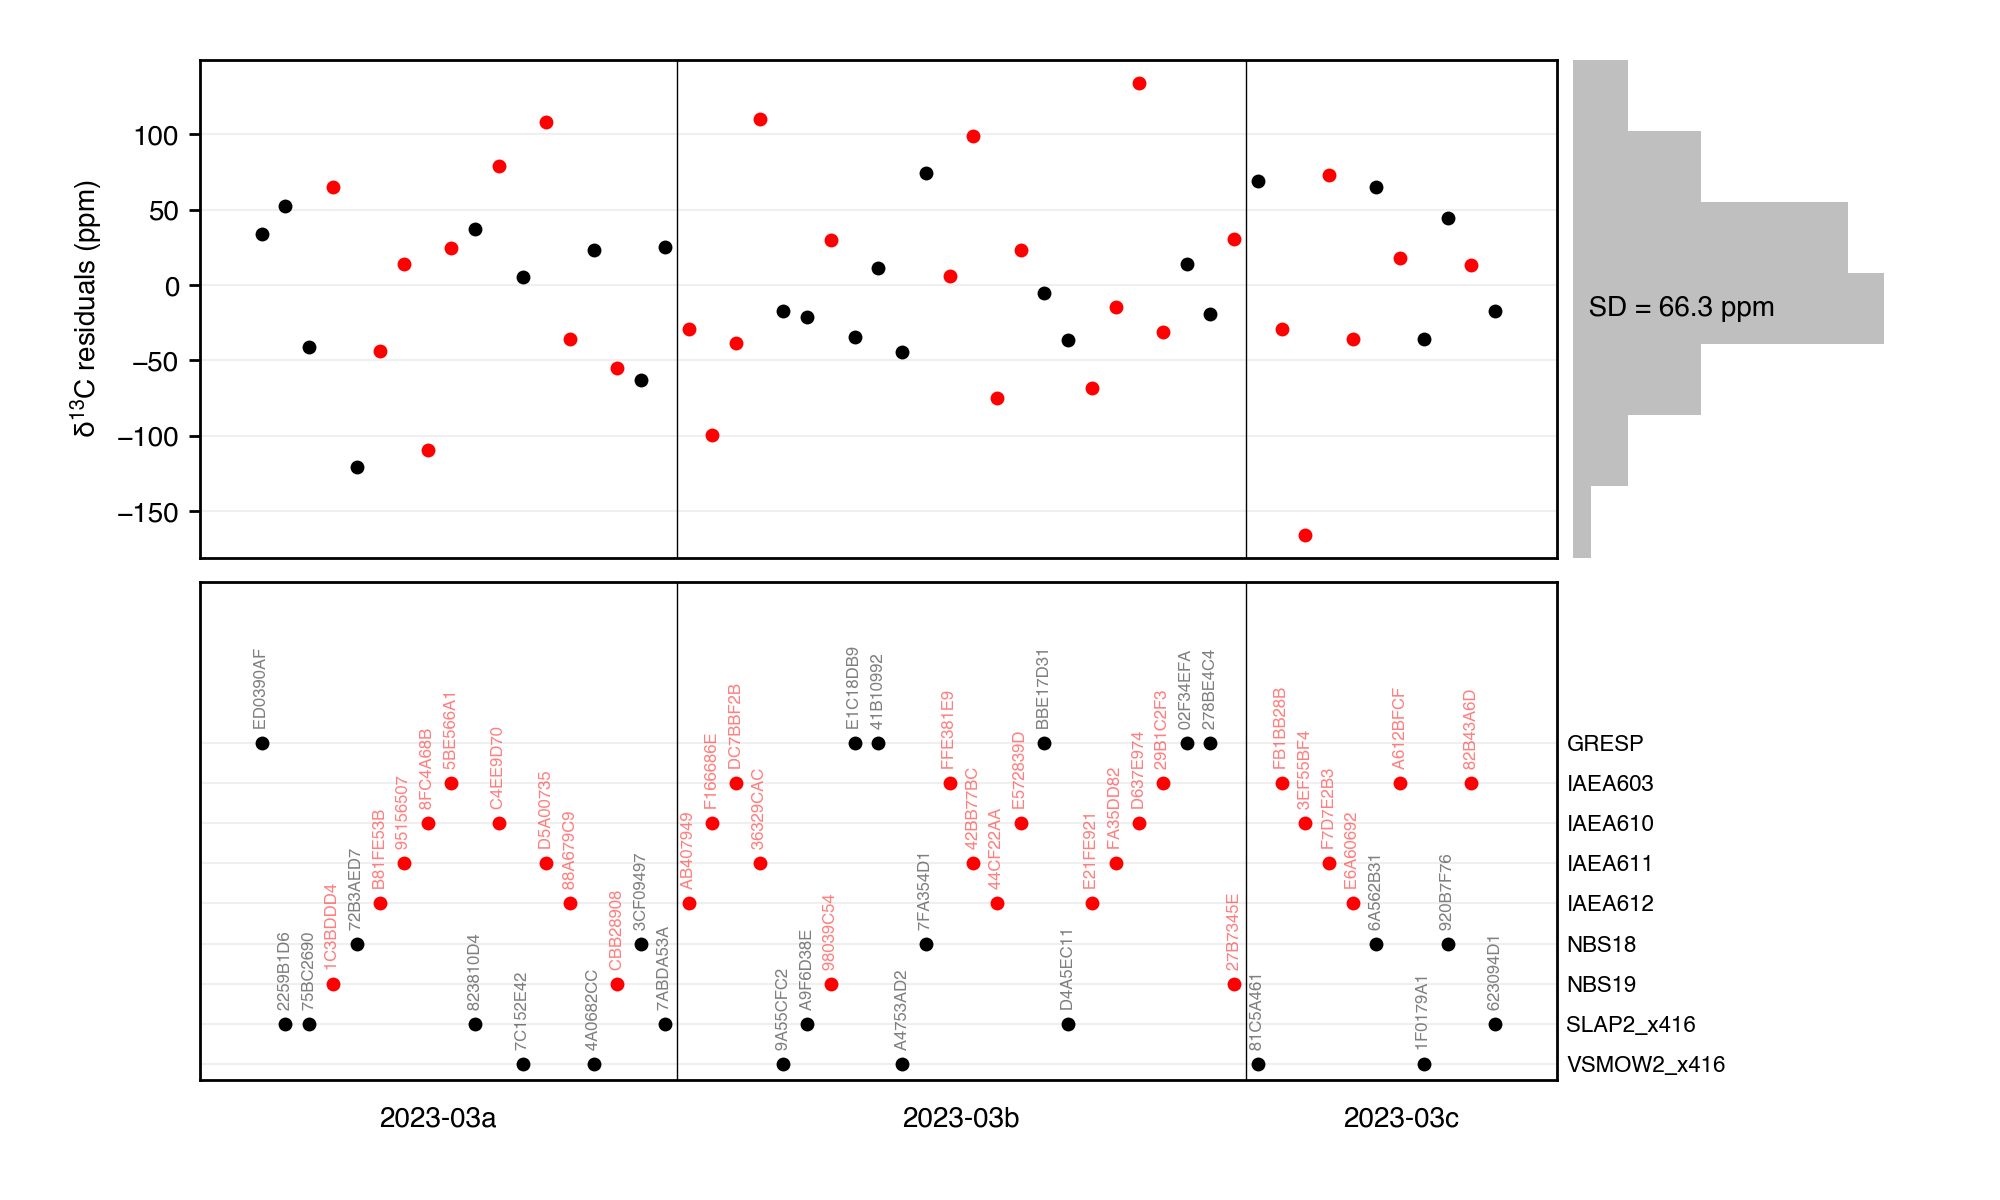 100
50
0
−50
−100
−150
δ13C residuals (ppm)
SD = 66.3 ppm
ED0390AF
2259B1D6
75BC2690
1C3BDDD4
72B3AED7
B81FE53B
95156507
8FC4A68B
5BE566A1
823810D4
C4EE9D70
7C152E42
D5A00735
88A679C9
4A0682CC
CBB28908
3CF09497
7ABDA53A
AB407949
F166686E
DC7BBF2B
36329CAC
9A55CFC2
A9F6D38E
98039C54
E1C18DB9
41B10992
A4753AD2
7FA354D1
FFE381E9
42BB77BC
44CF22AA
E572839D
BBE17D31
D4A5EC11
E21FE921
FA35DD82
D637E974
29B1C2F3
02F34EFA
278BE4C4
27B7345E
81C5A461
FB1BB28B
3EF55BF4
F7D7E2B3
E6A60692
6A562B31
A612BFCF
1F0179A1
920B7F76
82B43A6D
623094D1
GRESP
IAEA603
IAEA610
IAEA611
IAEA612
NBS18
NBS19
SLAP2_x416
VSMOW2_x416
2023-03a
2023-03b
2023-03c